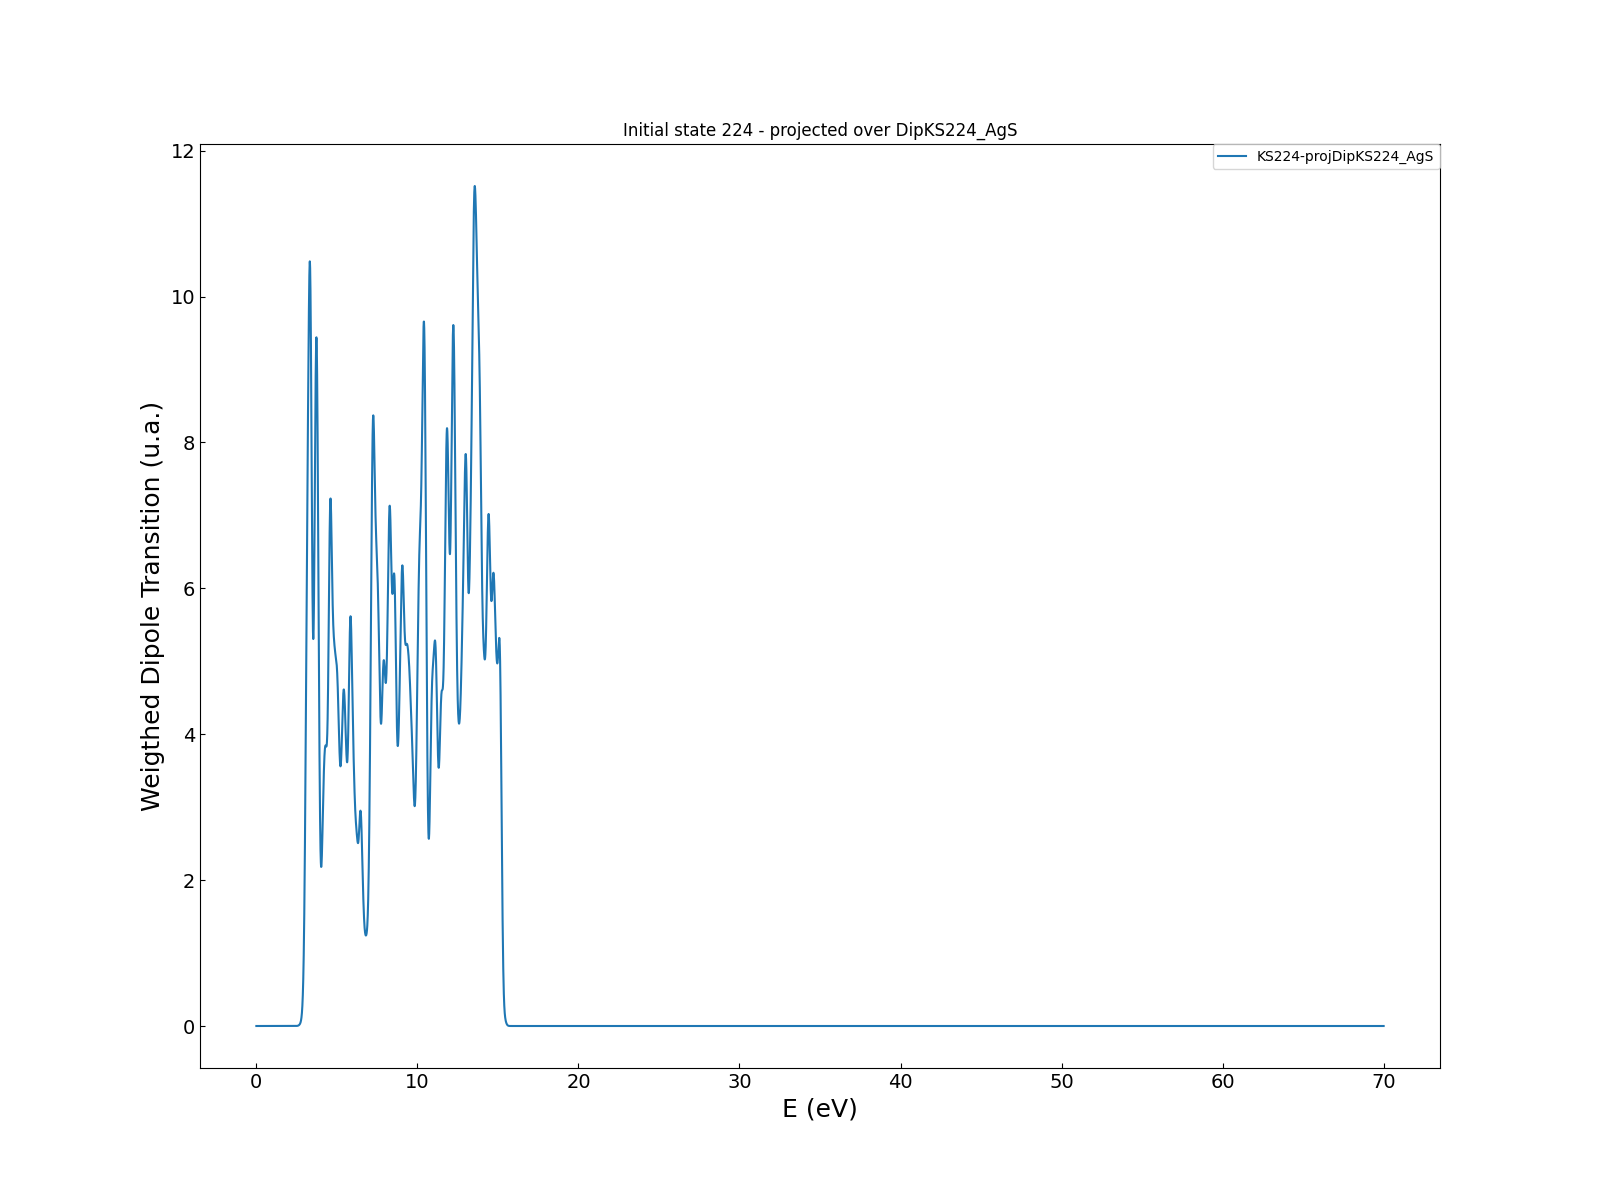 Initial state 224 - projected over DipKS224_AgS
KS224-projDipKS224_AgS
12
10
8
6
4
2
0
Weigthed Dipole Transition (u.a.)
0 10 20 30 40 50 60 70
E (eV)